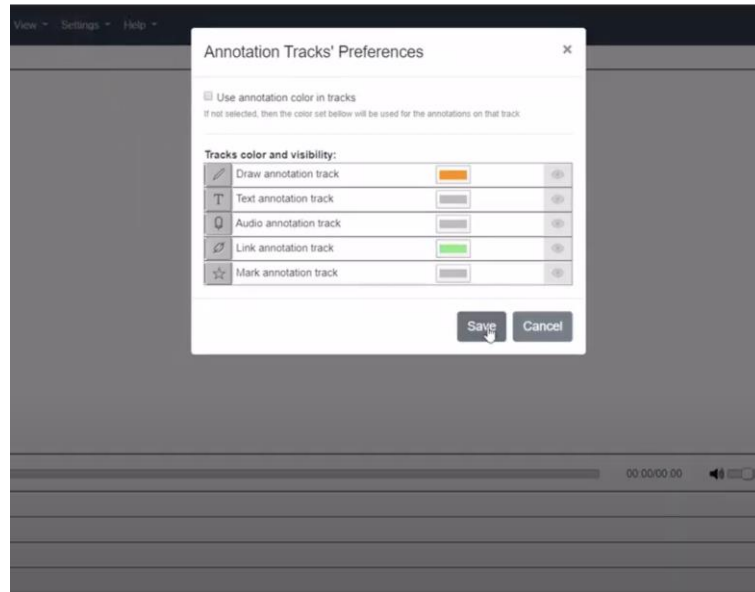 View Settings Help
Annotation Tracks' Preferences ×
Use annotation color in tracks
If not selected, then the color set bellow will be used for the annotations on that track
Tracks color and visibility:
Draw annotation track
T Text annotation track
Audio annotation track
Link annotation track
Mark annotation track
Save Cancel
00:00/00:00